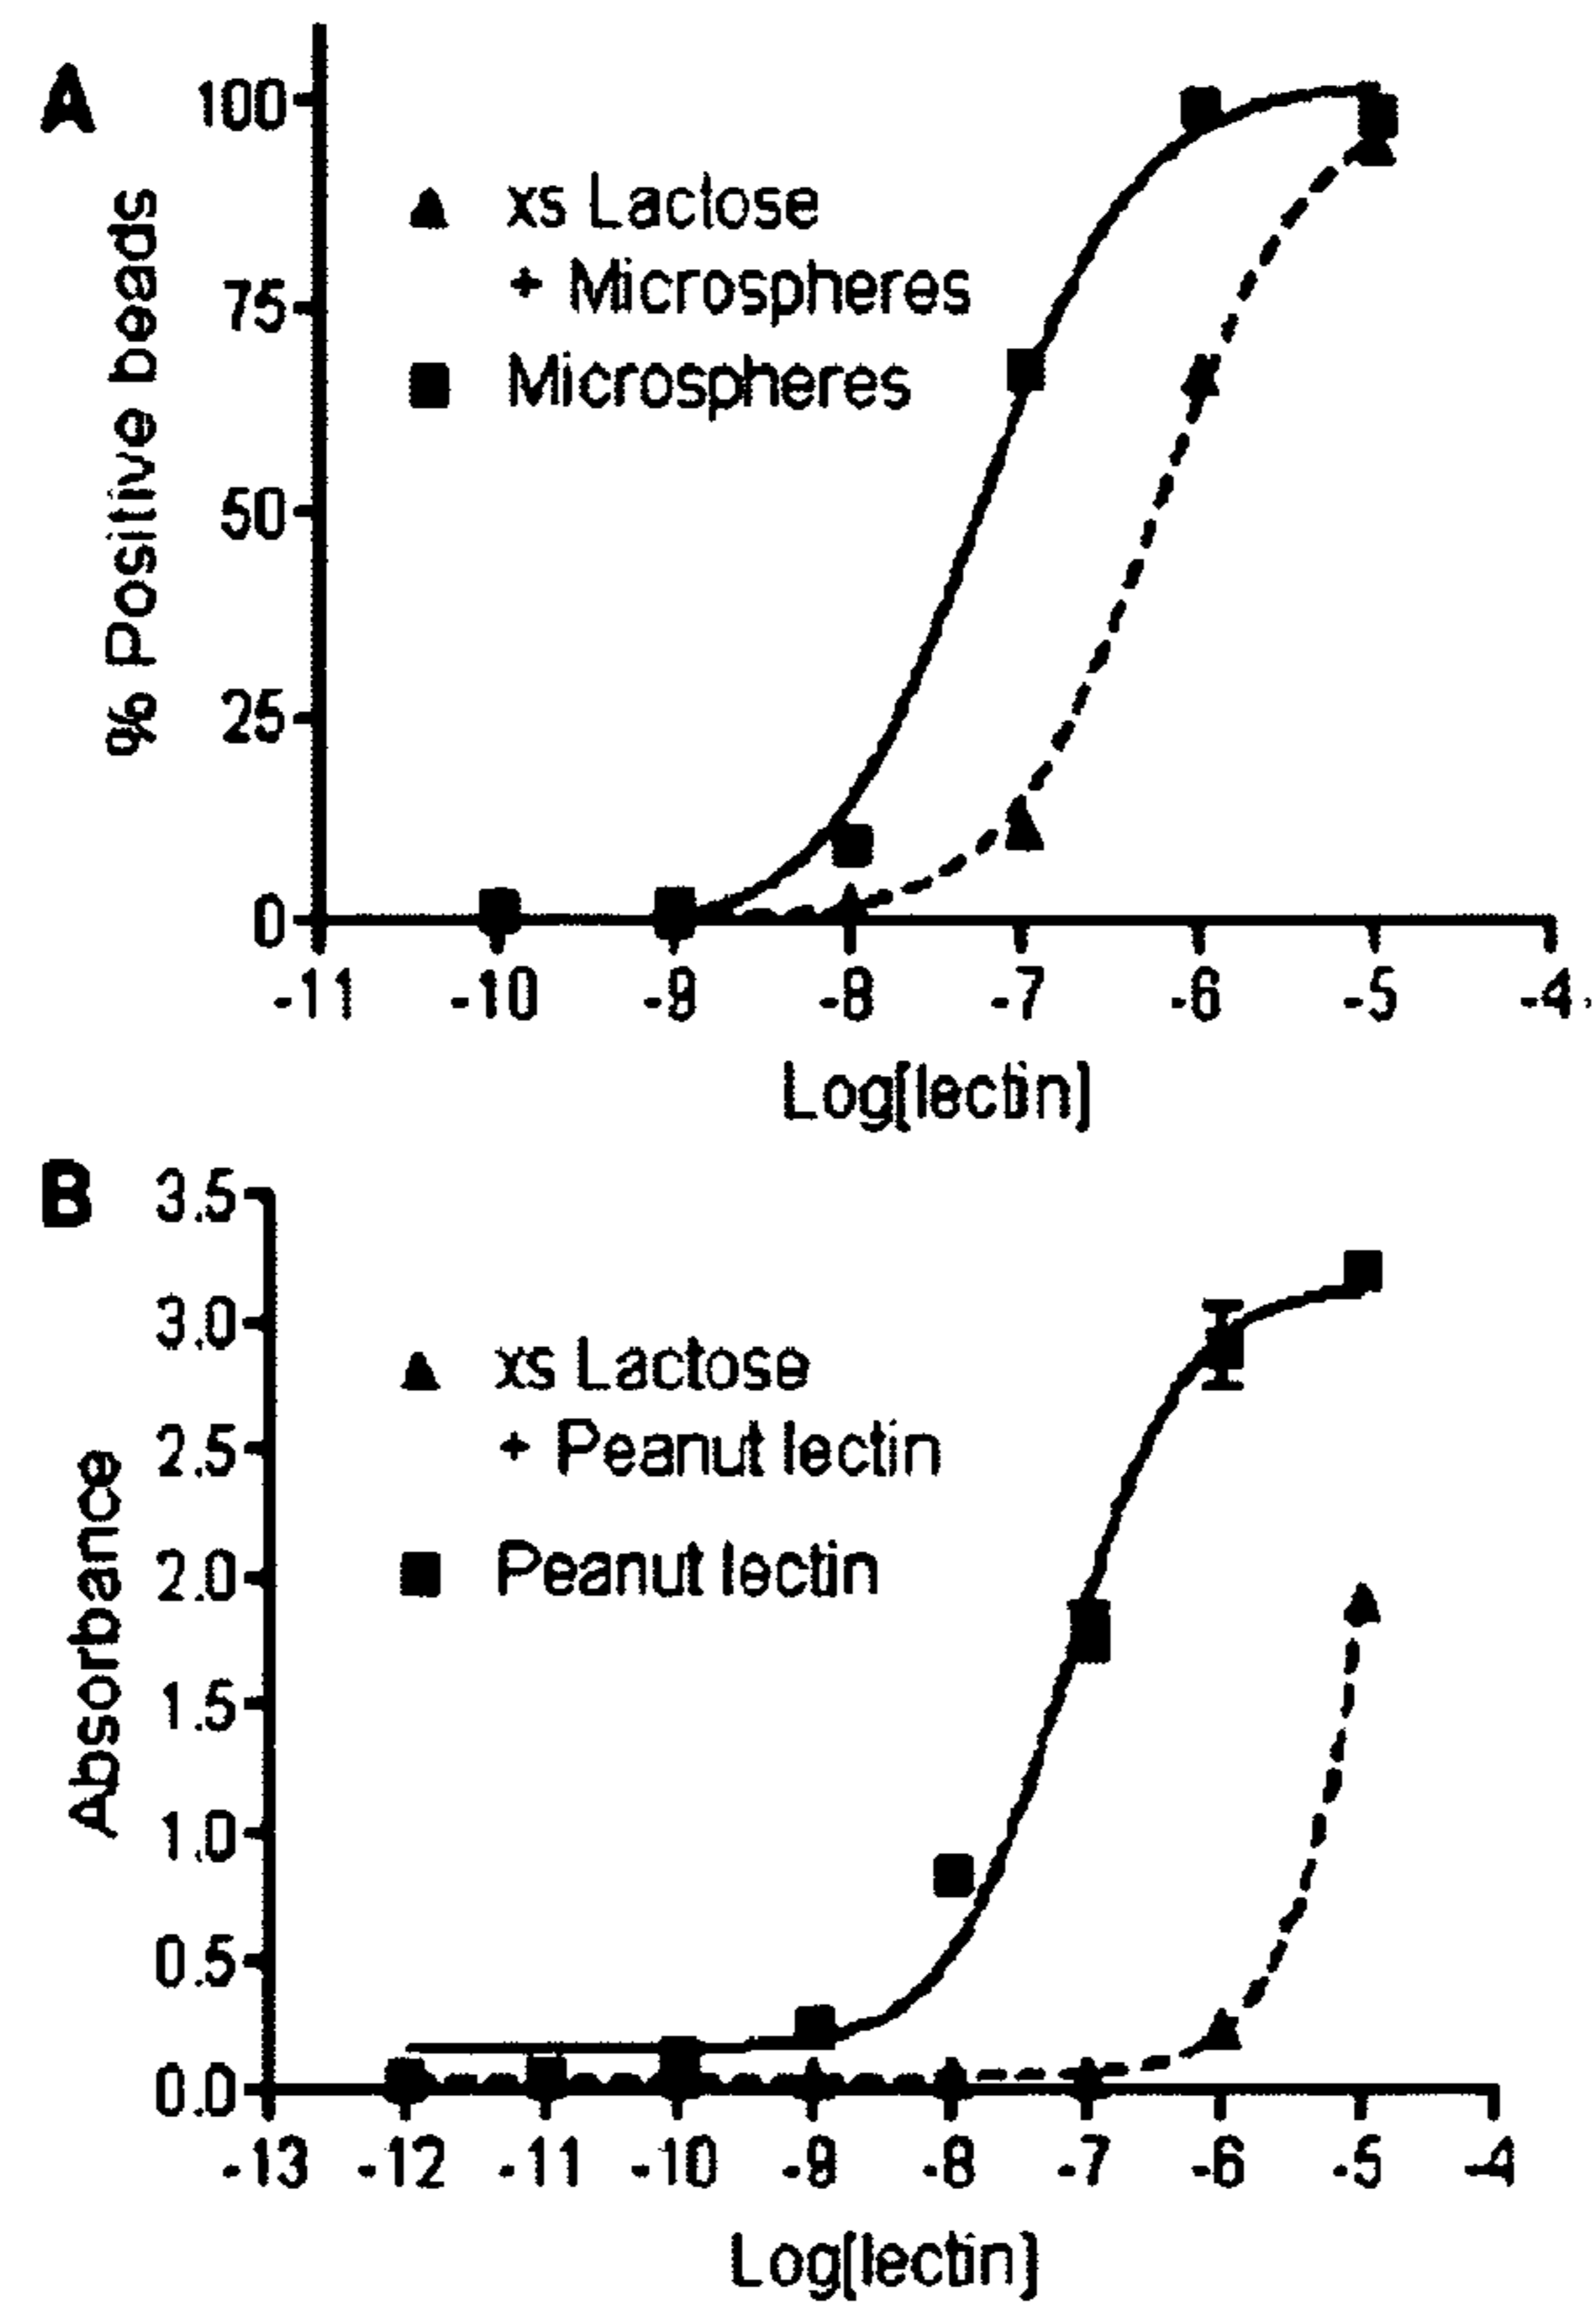 A
100
75
50
25
0
% Positive beads
xs Lactose
+ Microspheres
Microspheres
-11 -10 -9 -8 -7 -6 -5 -4
Log[lectin]
B
3.5
3.0
2.5
2.0
1.5
1.0
0.5
0.0
Absorbance
xs Lactose
+ Peanut lectin
Peanut lectin
-13 -12 -11 -10 -9 -8 -7 -6 -5 -4
Log[lectin]